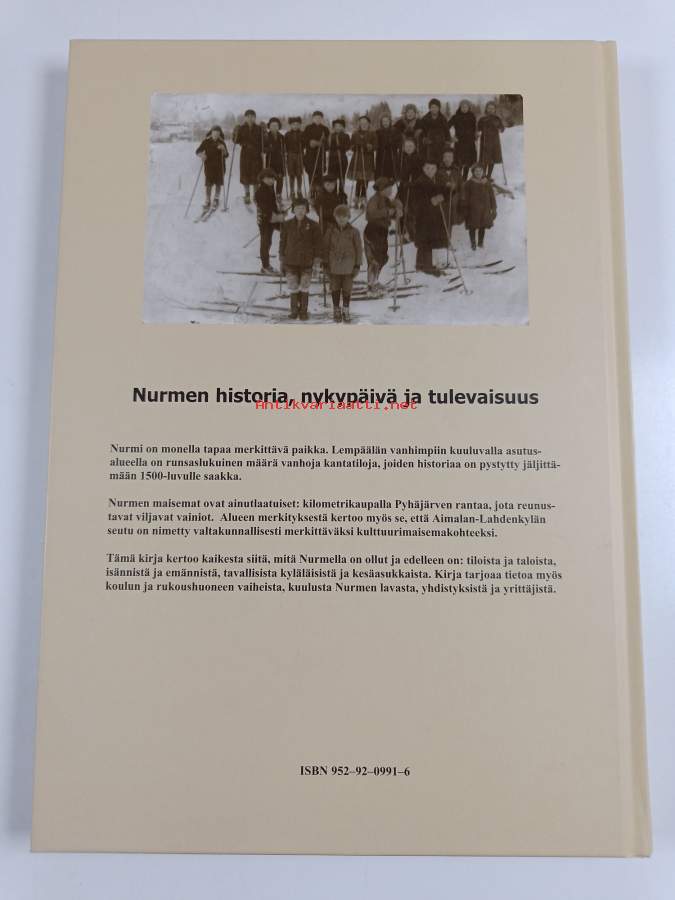 Nurmen historia, nykypäivä ja tulevaisuus
Antikvariaatti.net
Nurmi on monella tapaa merkittävä paikka. Lempäälän vanhimpiin kuuluvalla asutus-
alueella on runsaslukuinen määrä vanhoja kantatiloja, joiden historiaa on pystytty jäljittä-
mään 1500-luvulle saakka.
Nurmen maisemat ovat ainutlaatuiset: kilometrikaupalla Pyhäjärven rantaa, jota reunus-
tavat viljavat vainiot. Alueen merkityksestä kertoo myös se, että Aimalan-Lahdenkylän
seutu on nimetty valtakunnallisesti merkittäväksi kulttuurimaisemakohteeksi.
Tämä kirja kertoo kaikesta siitä, mitä Nurmella on ollut ja edelleen on: tiloista ja taloista,
isännistä ja emännistä, tavallisista kyläläisistä ja kesäasukkaista. Kirja tarjoaa tietoa myös
koulun ja rukoushuoneen vaiheista, kuulusta Nurmen lavasta, yhdistyksistä ja yrittäjistä.
ISBN 952–92–0991–6